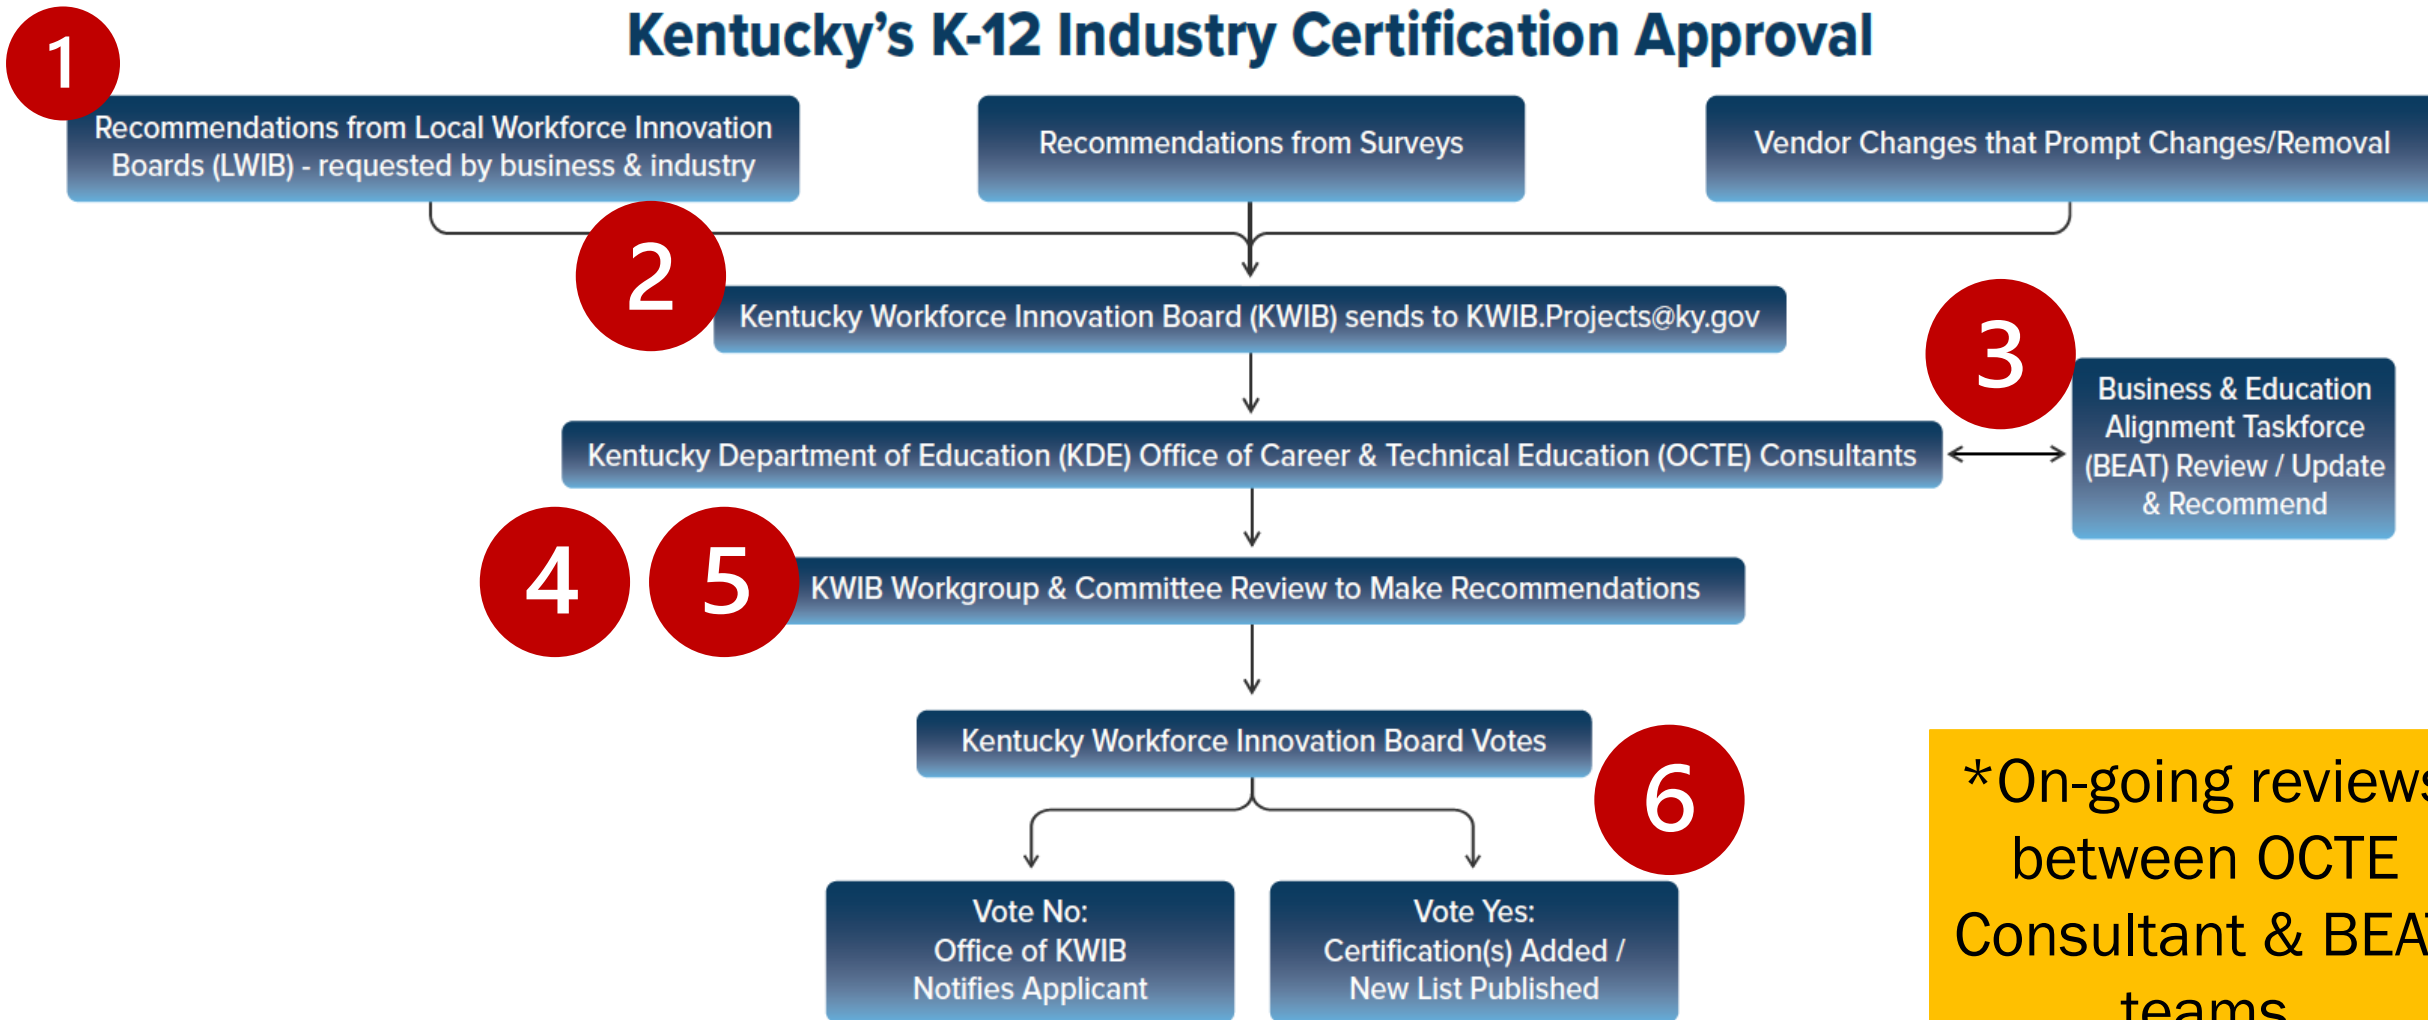 Kentucky's K-12 Industry Certification Approval
1
Recommendations from Local Workforce Innovation
Boards (LWIB) - requested by business & industry
Recommendations from Surveys
Vendor Changes that Prompt Changes/Removal
2
Kentucky Workforce Innovation Board (KWIB) sends to KWIB.Projects@ky.gov
3
Kentucky Department of Education (KDE) Office of Career & Technical Education (OCTE) Consultants
Business & Education
Alignment Taskforce
(BEAT) Review / Update
& Recommend
4
5
KWIB Workgroup & Committee Review to Make Recommendations
Kentucky Workforce Innovation Board Votes
6
Vote No:
Office of KWIB
Notifies Applicant
Vote Yes:
Certification(s) Added /
New List Published
*On-going reviews
between OCTE
Consultant & BEAT
teams